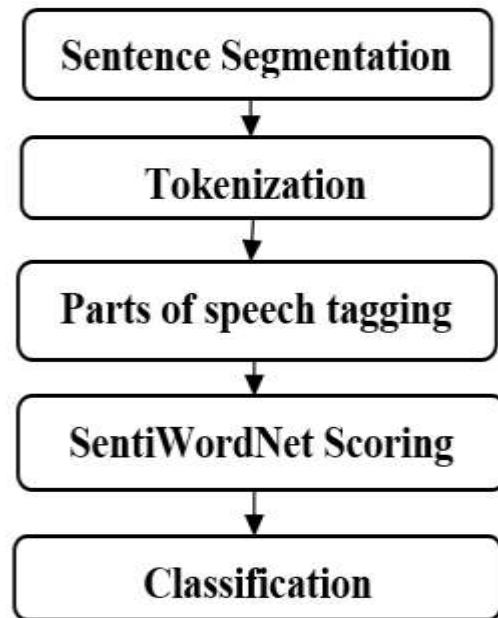 Sentence Segmentation
Tokenization
Parts of speech tagging
SentiWordNet Scoring
Classification